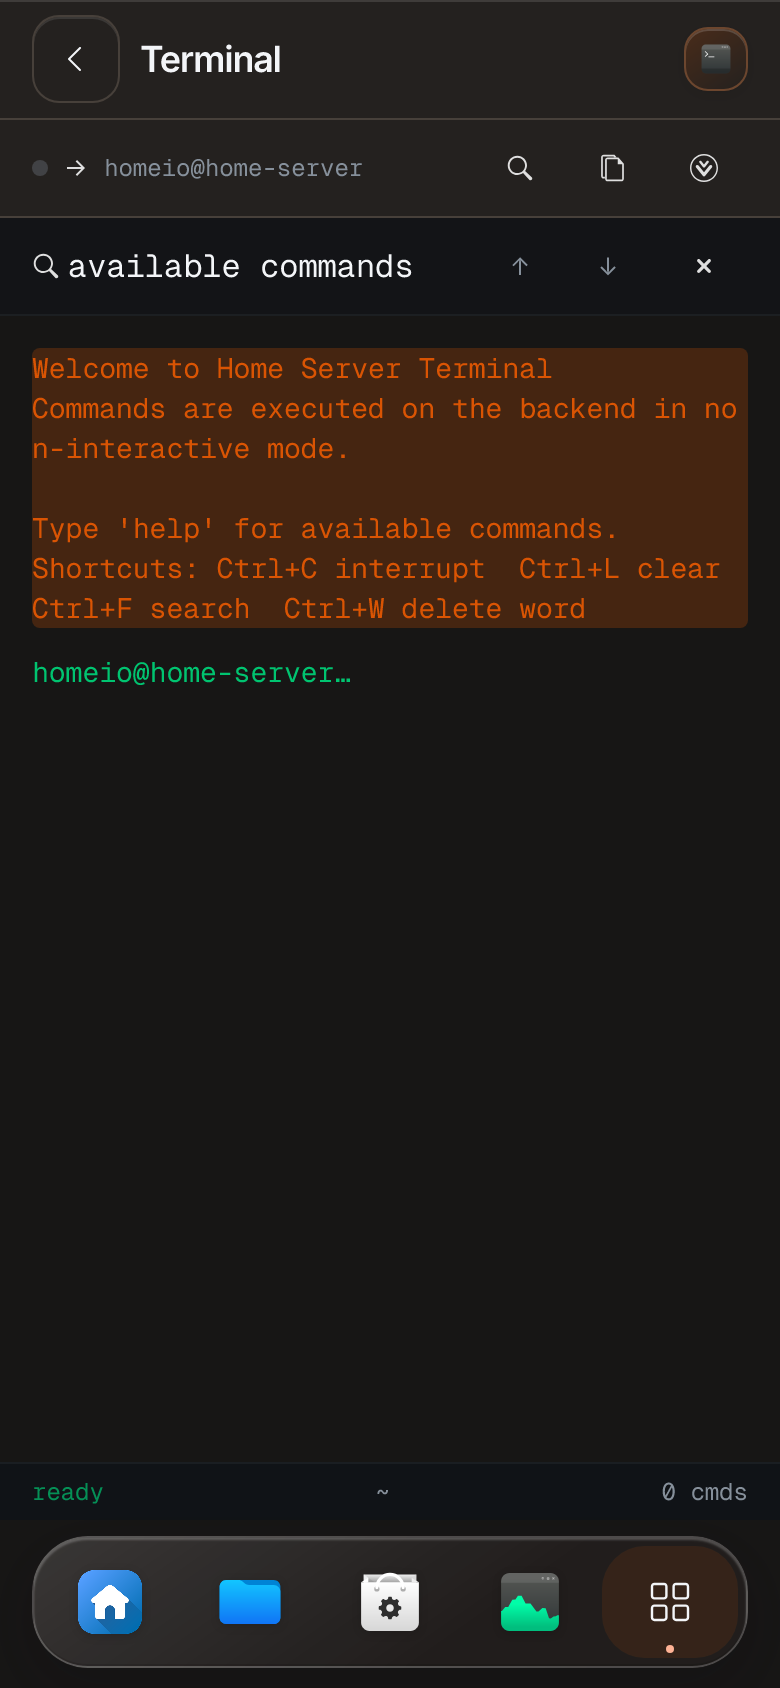 Terminal
homeio@home-server
available commands
Welcome to Home Server Terminal
Commands are executed on the backend in no
n-interactive mode.
Type 'help' for available commands.
Shortcuts: Ctrl+C interrupt  Ctrl+L clear
Ctrl+F search  Ctrl+W delete word
homeio@home-server…
ready ~ 0 cmds